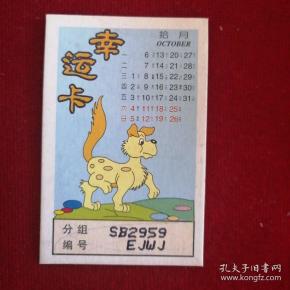 幸运卡
拾月
OCTOBER
一 6 13 20 27
二 7 14 21 28
三 1 8 15 22 29
四 2 9 16 23 30
五 3 10 17 24 31
六 4 11 18 25
日 5 12 19 26
分组 SB2959
编号 EJWJ
孔夫子旧书网